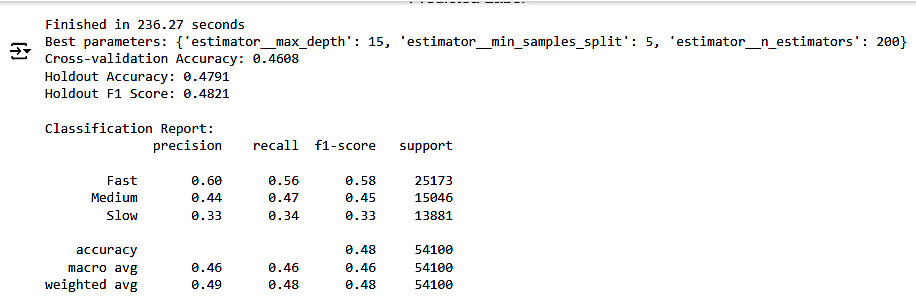 Finished in 236.27 seconds
Best parameters: {'estimator__max_depth': 15, 'estimator__min_samples_split': 5, 'estimator__n_estimators': 200}
Cross-validation Accuracy: 0.4608
Holdout Accuracy: 0.4791
Holdout F1 Score: 0.4821
Classification Report:
precision recall f1-score support
Fast 0.60 0.56 0.58 25173
Medium 0.44 0.47 0.45 15046
Slow 0.33 0.34 0.33 13881
accuracy 0.48 54100
macro avg 0.46 0.46 0.46 54100
weighted avg 0.49 0.48 0.48 54100